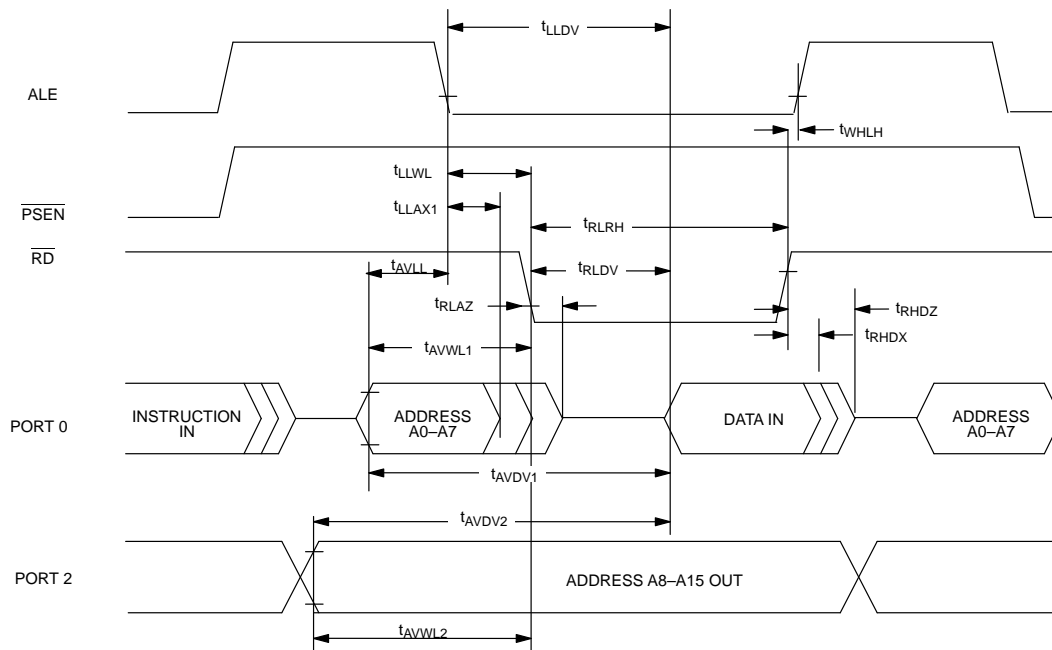 tLLDV
ALE
tWHLH
tLLWL
PSEN
tLLAX1
tRLRH
RD
tAVLL
tRLDV
tRLAZ
tRHDZ
tRHDX
tAVWL1
PORT 0
INSTRUCTION
IN
ADDRESS
A0–A7
DATA IN
ADDRESS
A0–A7
tAVDV1
tAVDV2
PORT 2
ADDRESS A8–A15 OUT
tAVWL2